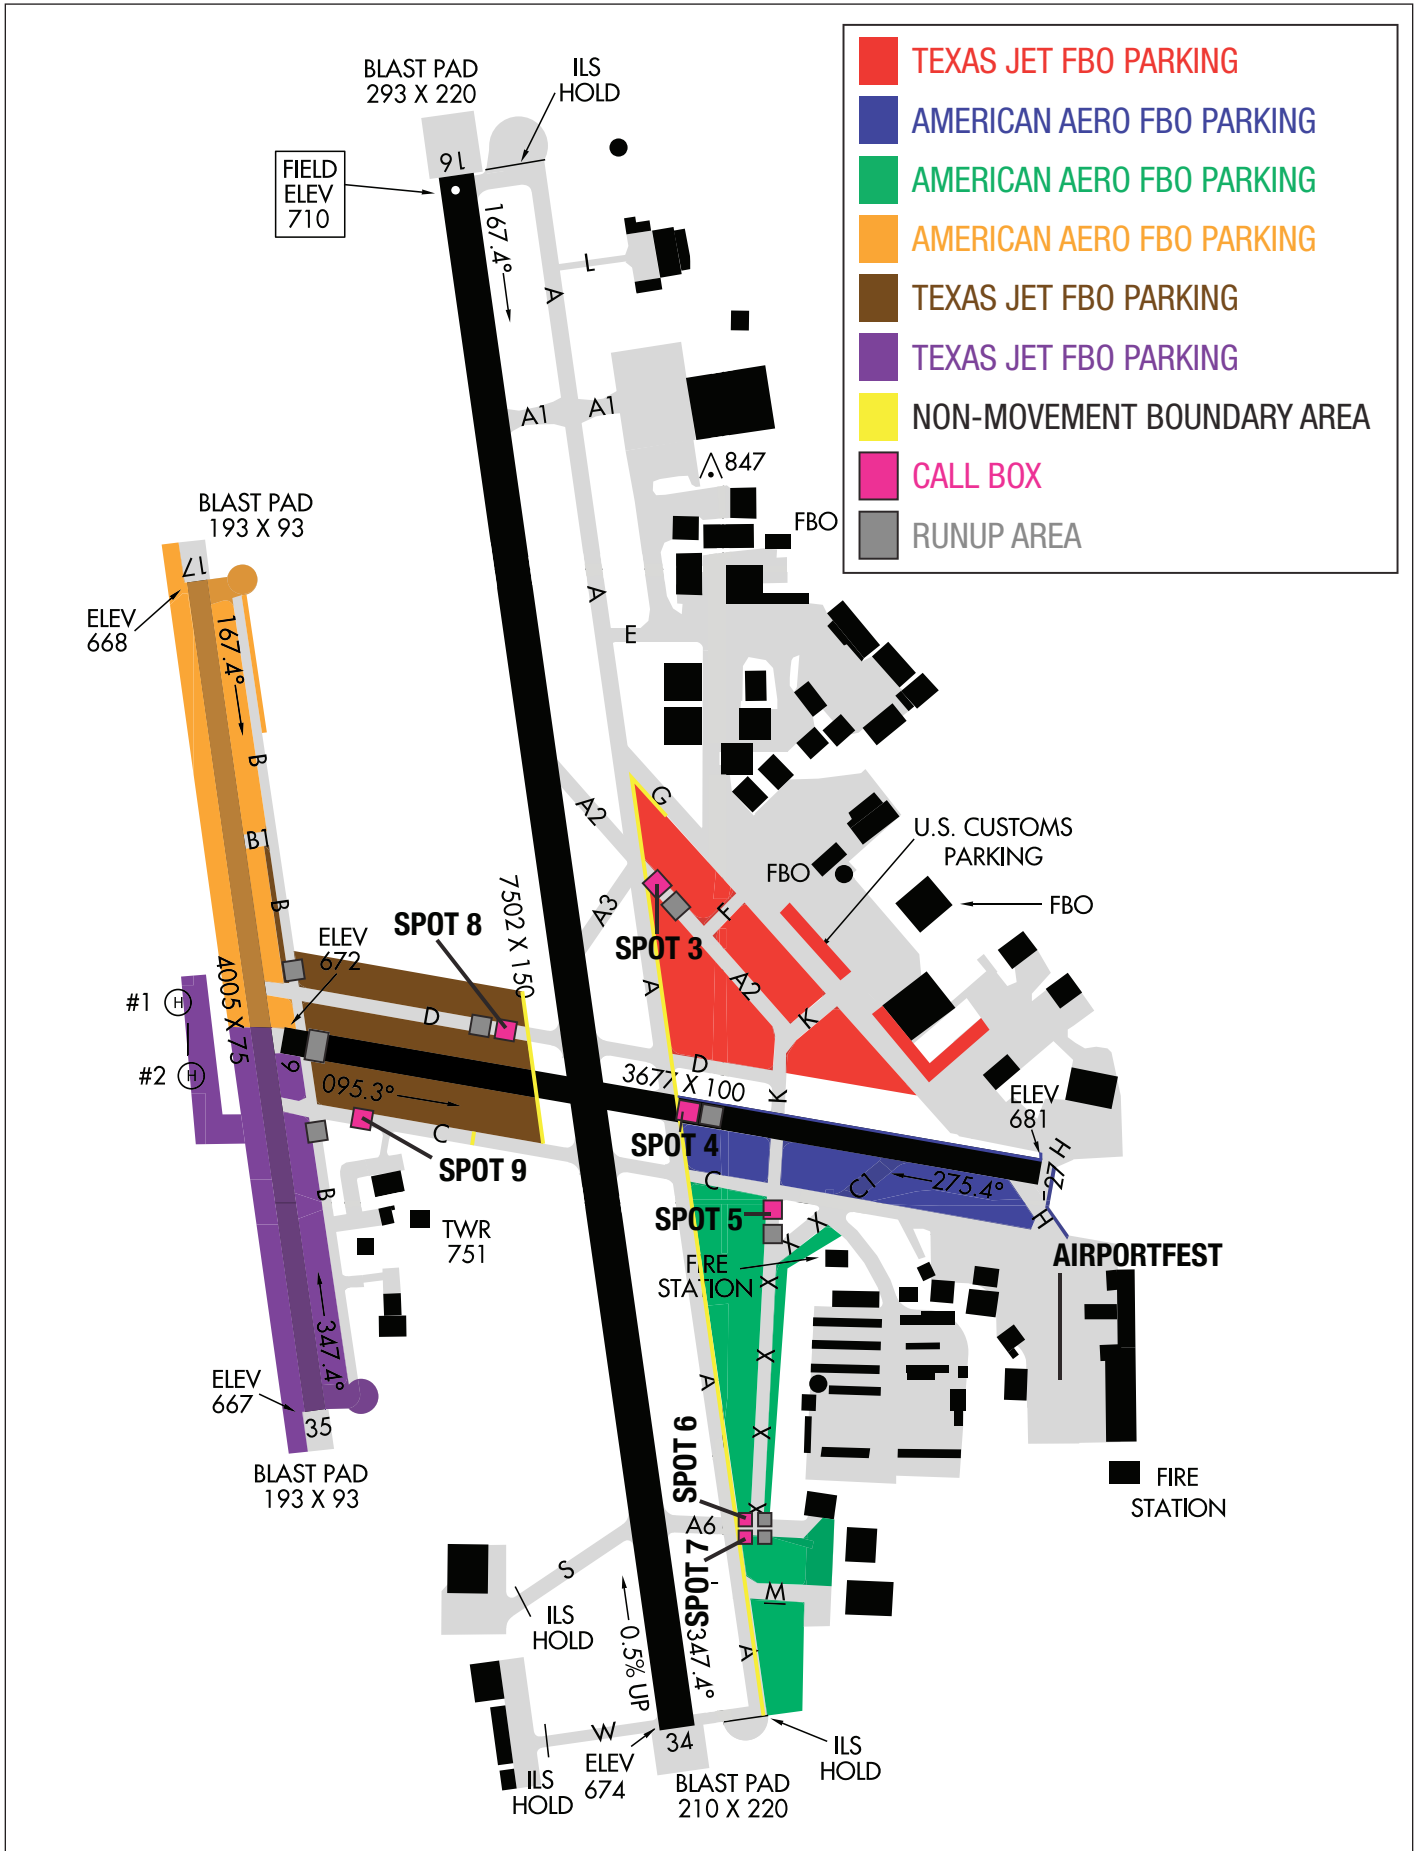 BLAST PAD
293 X 220
ILS
HOLD
TEXAS JET FBO PARKING
AMERICAN AERO FBO PARKING
AMERICAN AERO FBO PARKING
AMERICAN AERO FBO PARKING
TEXAS JET FBO PARKING
TEXAS JET FBO PARKING
NON-MOVEMENT BOUNDARY AREA
CALL BOX
RUNUP AREA
FIELD
ELEV
710
16
167.4°
L
A
A1
A1
847
FBO
BLAST PAD
193 X 93
17
ELEV
668
167.4°
A
E
B
G
A2
B1
U.S. CUSTOMS
PARKING
FBO
FBO
7502 X 150
A3
B
F
SPOT 8
ELEV
672
SPOT 3
4005 X 75
A
A2
#1
H
D
K
#2
H
9
095.3°
D
3677 X 100
K
ELEV
681
SPOT 4
C
SPOT 9
27
H
C
C1
275.4°
H
B
TWR
751
SPOT 5
X
X
AIRPORTFEST
FIRE
STATION
X
347.4°
X
A
ELEV
667
35
X
SPOT 6
BLAST PAD
193 X 93
FIRE
STATION
X
A6
SPOT 7
S
M
ILS
HOLD
0.5% UP
347.4°
A
W
34
ELEV
674
ILS
HOLD
ILS
HOLD
BLAST PAD
210 X 220